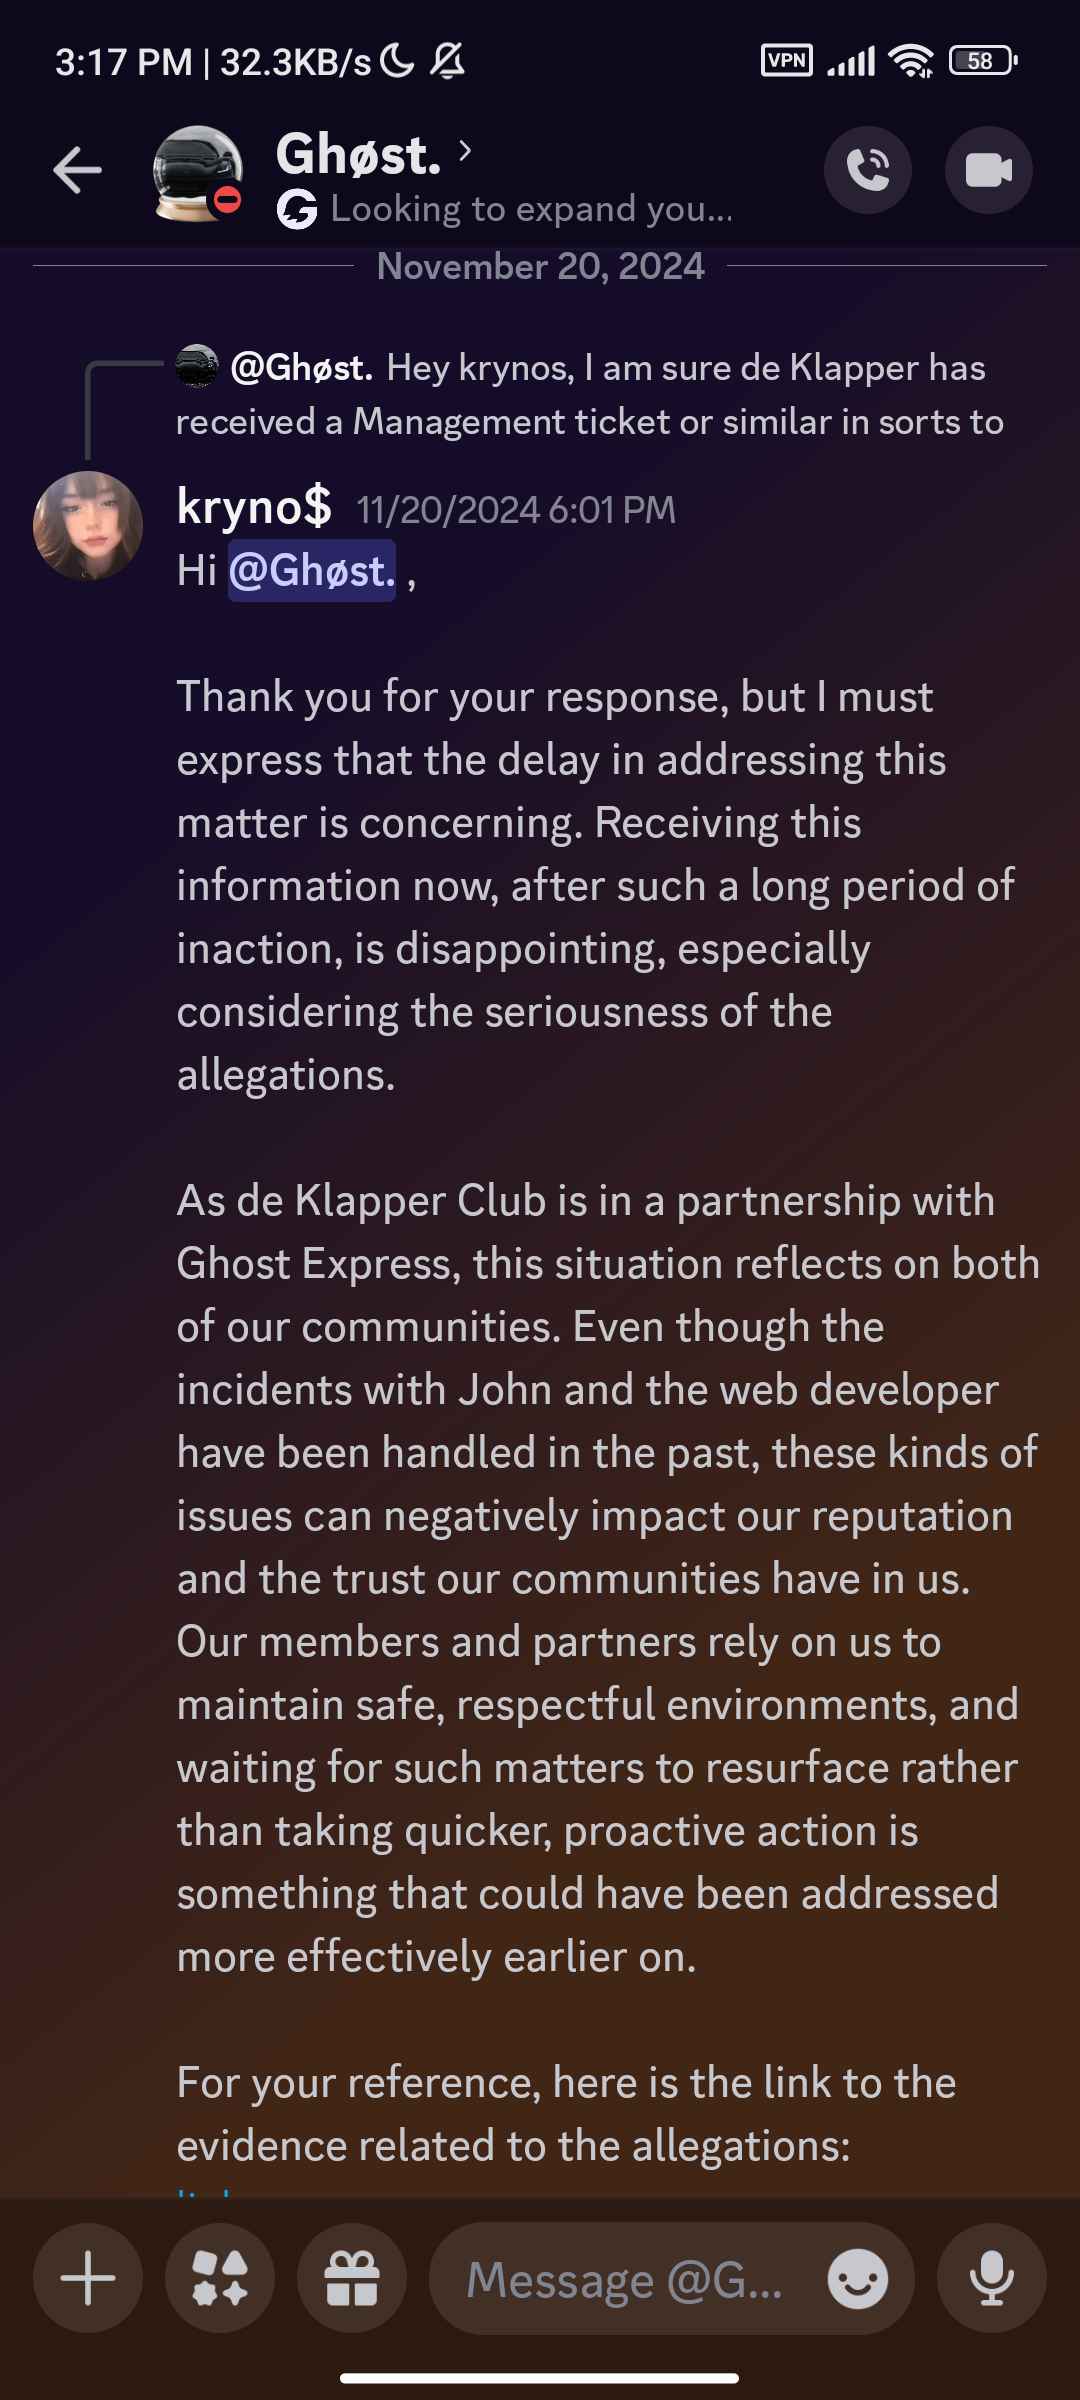 3:17 PM | 32.3KB/s
VPN
58
Ghøst.
Looking to expand you...
November 20, 2024
@Ghøst. Hey krynos, I am sure de Klapper has
received a Management ticket or similar in sorts to
kryno$ 11/20/2024 6:01 PM
Hi @Ghøst. ,
Thank you for your response, but I must
express that the delay in addressing this
matter is concerning. Receiving this
information now, after such a long period of
inaction, is disappointing, especially
considering the seriousness of the
allegations.
As de Klapper Club is in a partnership with
Ghost Express, this situation reflects on both
of our communities. Even though the
incidents with John and the web developer
have been handled in the past, these kinds of
issues can negatively impact our reputation
and the trust our communities have in us.
Our members and partners rely on us to
maintain safe, respectful environments, and
waiting for such matters to resurface rather
than taking quicker, proactive action is
something that could have been addressed
more effectively earlier on.
For your reference, here is the link to the
evidence related to the allegations:
Message @G...